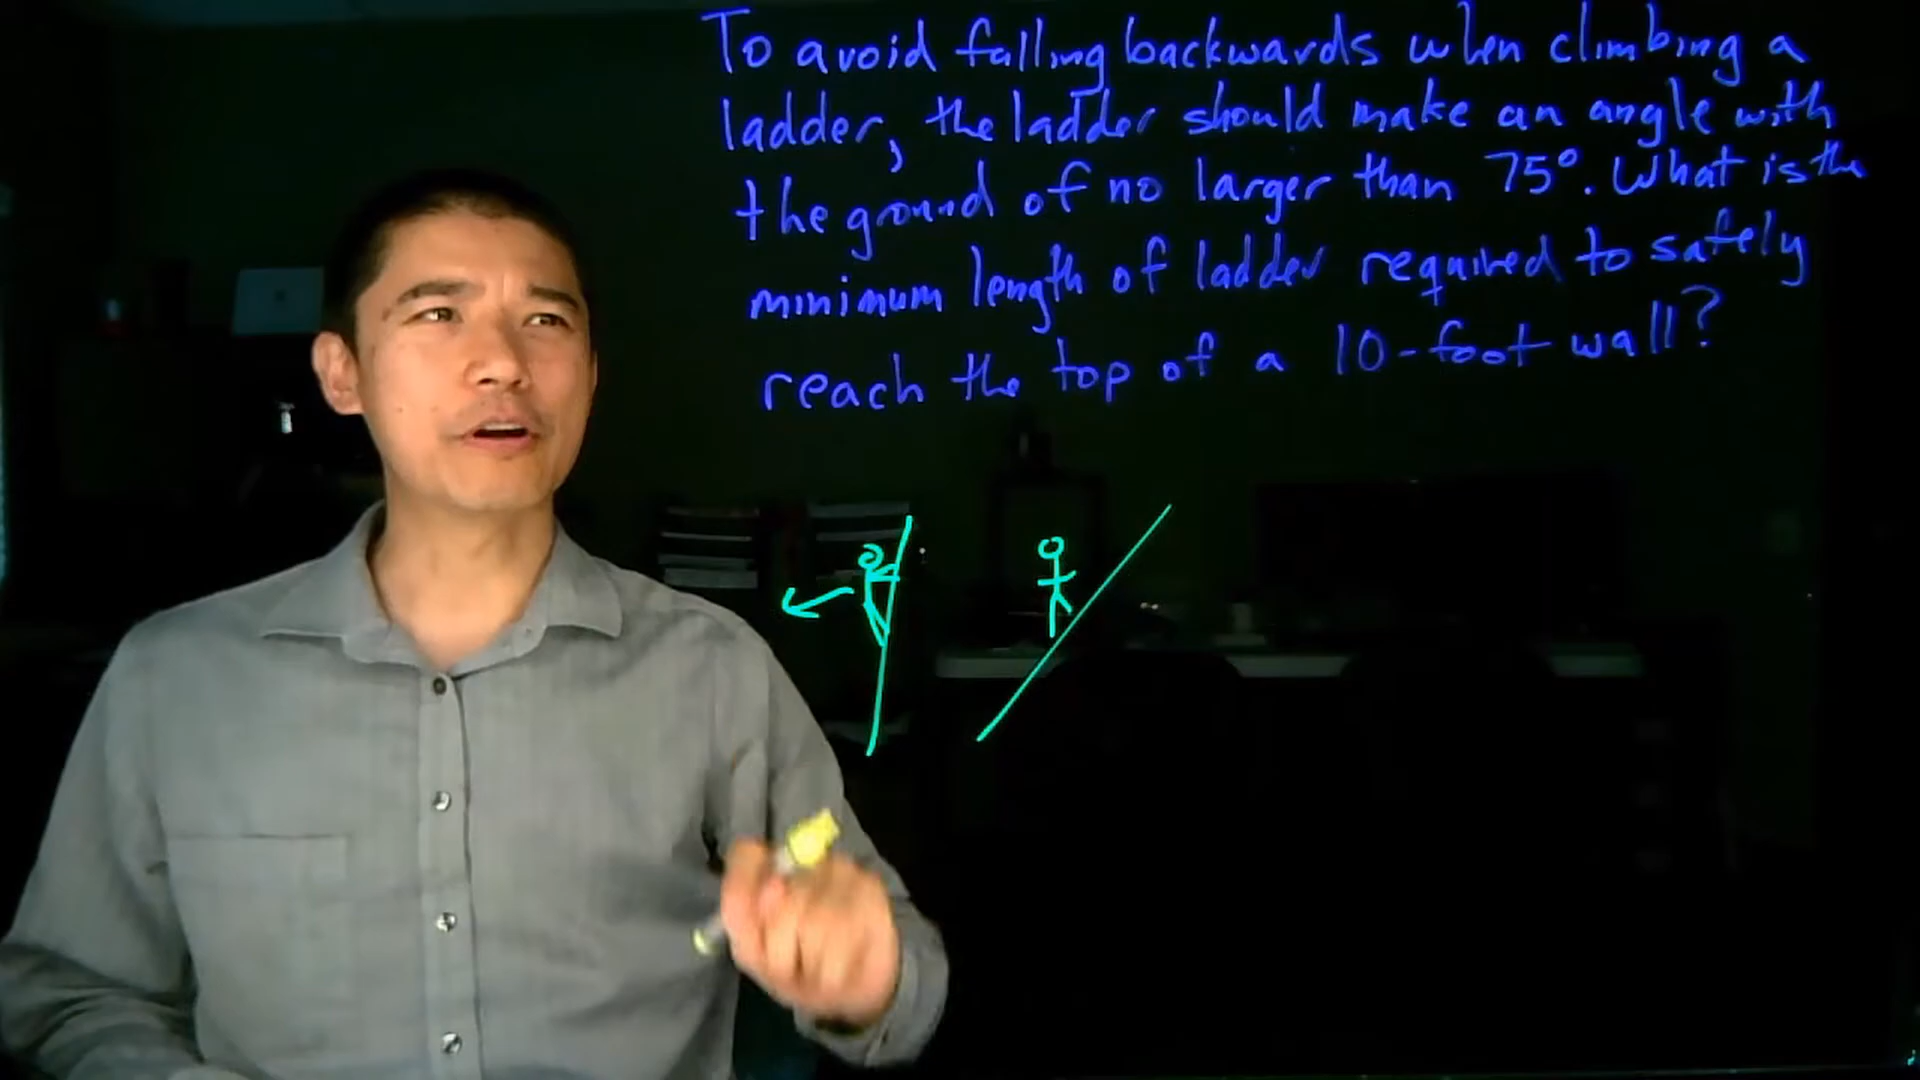 To avoid falling backwards when climbing a
ladder, the ladder should make an angle with
the ground of no larger than 75°. What is the
minimum length of ladder required to safely
reach the top of a 10-foot wall?